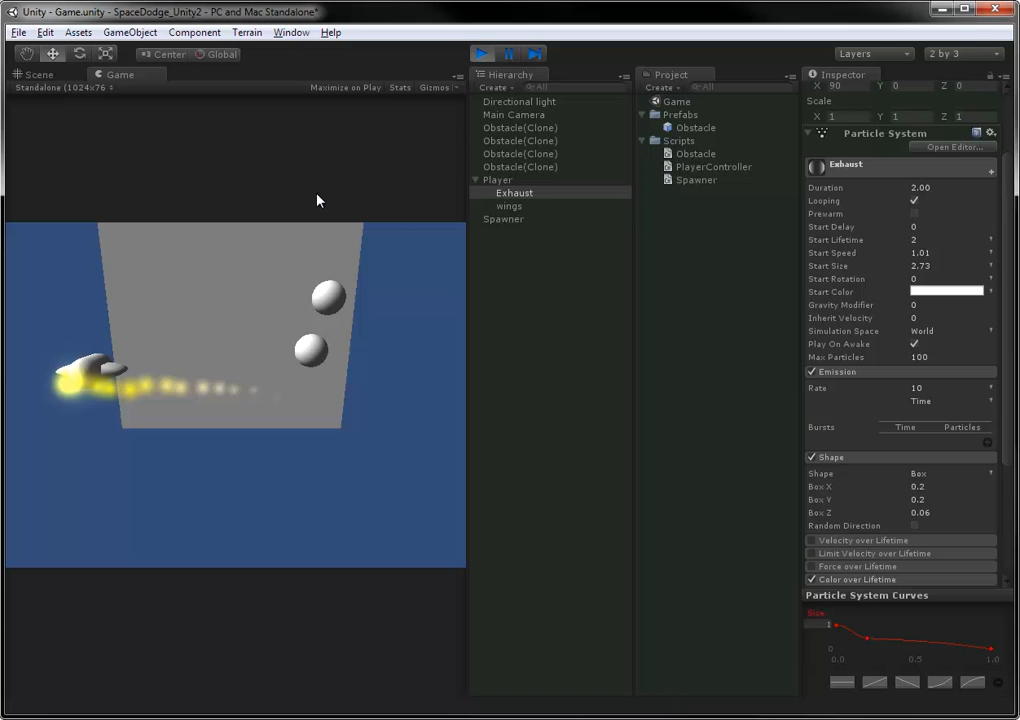 Unity - Game.unity - SpaceDodge_Unity2 - PC and Mac Standalone*
File Edit Assets GameObject Component Terrain Window Help
Center Global Layers 2 by 3
Scene Game
Standalone (1024x76 Maximize on Play Stats Gizmos
Hierarchy
Create All
Directional light
Main Camera
Obstacle(Clone)
Obstacle(Clone)
Obstacle(Clone)
Obstacle(Clone)
Player
Exhaust
wings
Spawner
Project
Create All
Game
Prefabs
Obstacle
Scripts
Obstacle
PlayerController
Spawner
Inspector
X 90 Y 0 Z 0
Scale
X 1 Y 1 Z 1
Particle System
Open Editor...
Exhaust
Duration 2.00
Looping
Prewarm
Start Delay 0
Start Lifetime 2
Start Speed 1.01
Start Size 2.73
Start Rotation 0
Start Color
Gravity Modifier 0
Inherit Velocity 0
Simulation Space World
Play On Awake
Max Particles 100
Emission
Rate 10
Time
Bursts Time Particles
Shape
Shape Box
Box X 0.2
Box Y 0.2
Box Z 0.06
Random Direction
Velocity over Lifetime
Limit Velocity over Lifetime
Force over Lifetime
Color over Lifetime
Particle System Curves
Size
1
0
0.0 0.5 1.0